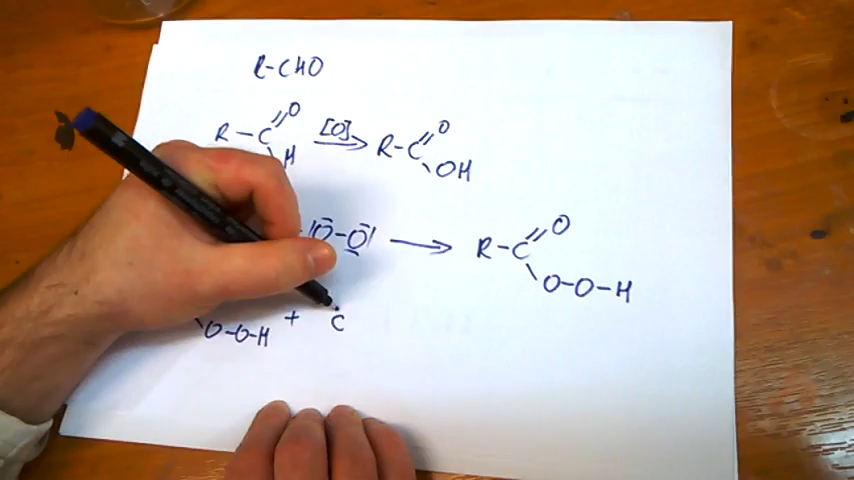 R-CHO
R-C=O H [O] → R-C=O OH
|O-O| → R-C=O O-O-H
O-O-H + C